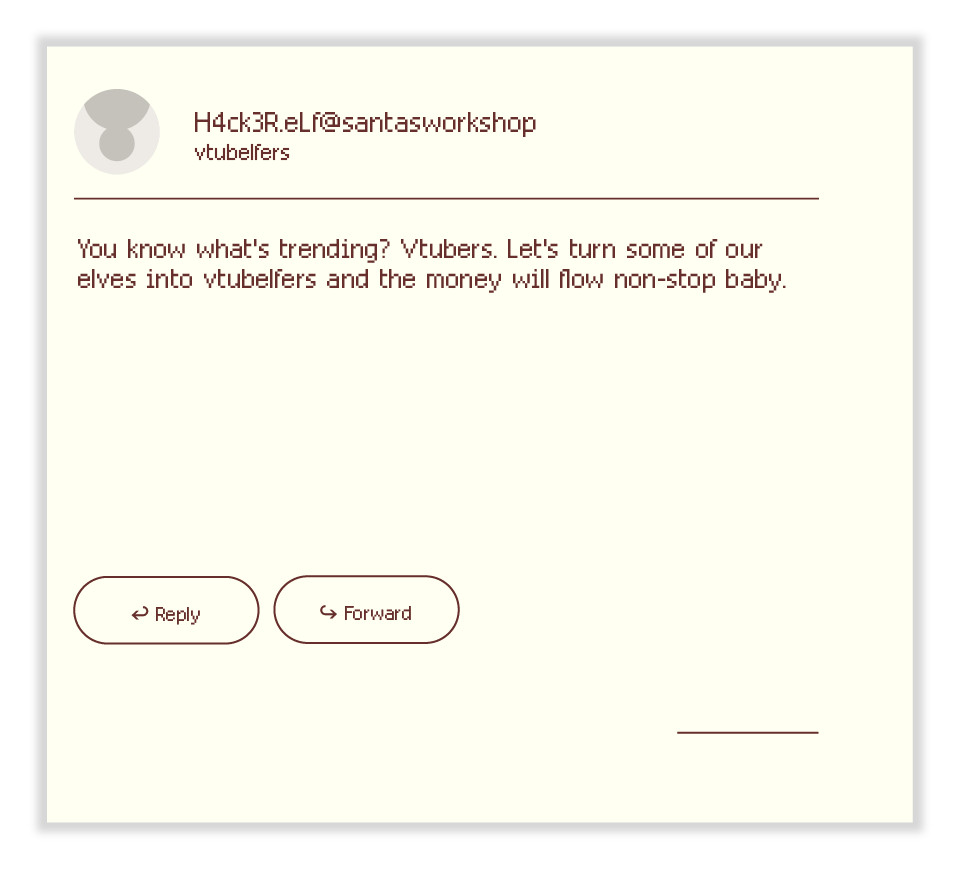 H4ck3R.eLf@santasworkshop
vtubelfers
You know what's trending? Vtubers. Let's turn some of our
elves into vtubelfers and the money will flow non-stop baby.
↩ Reply
↪ Forward